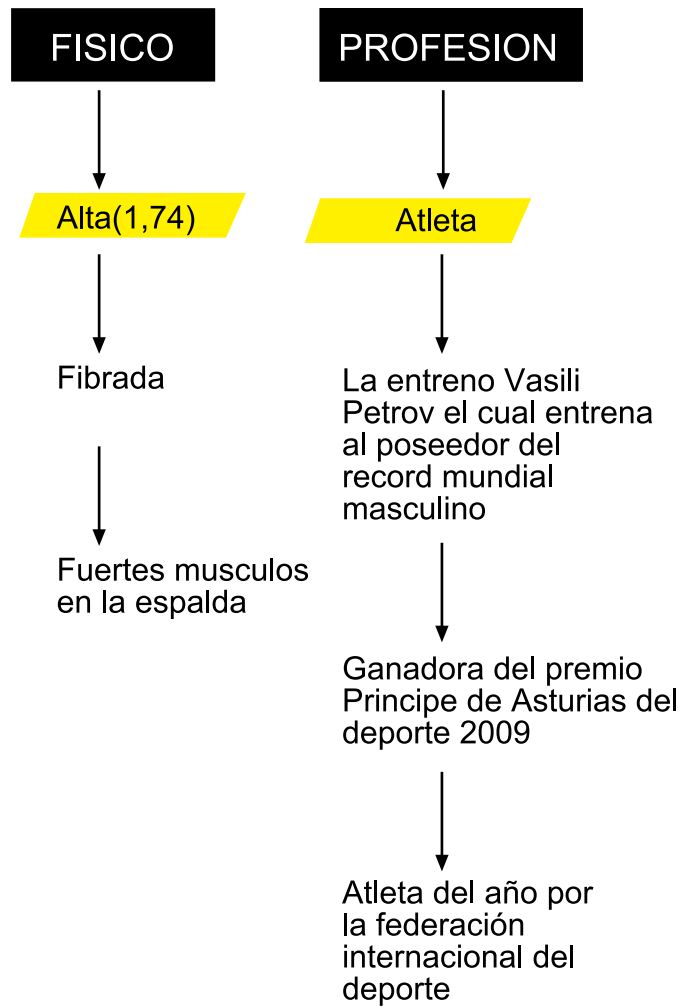 FISICO
Alta(1,74)
Fibrada
Fuertes musculos
en la espalda
PROFESION
Atleta
La entreno Vasili
Petrov el cual entrena
al poseedor del
record mundial
masculino
Ganadora del premio
Principe de Asturias del
deporte 2009
Atleta del año por
la federación
internacional del
deporte